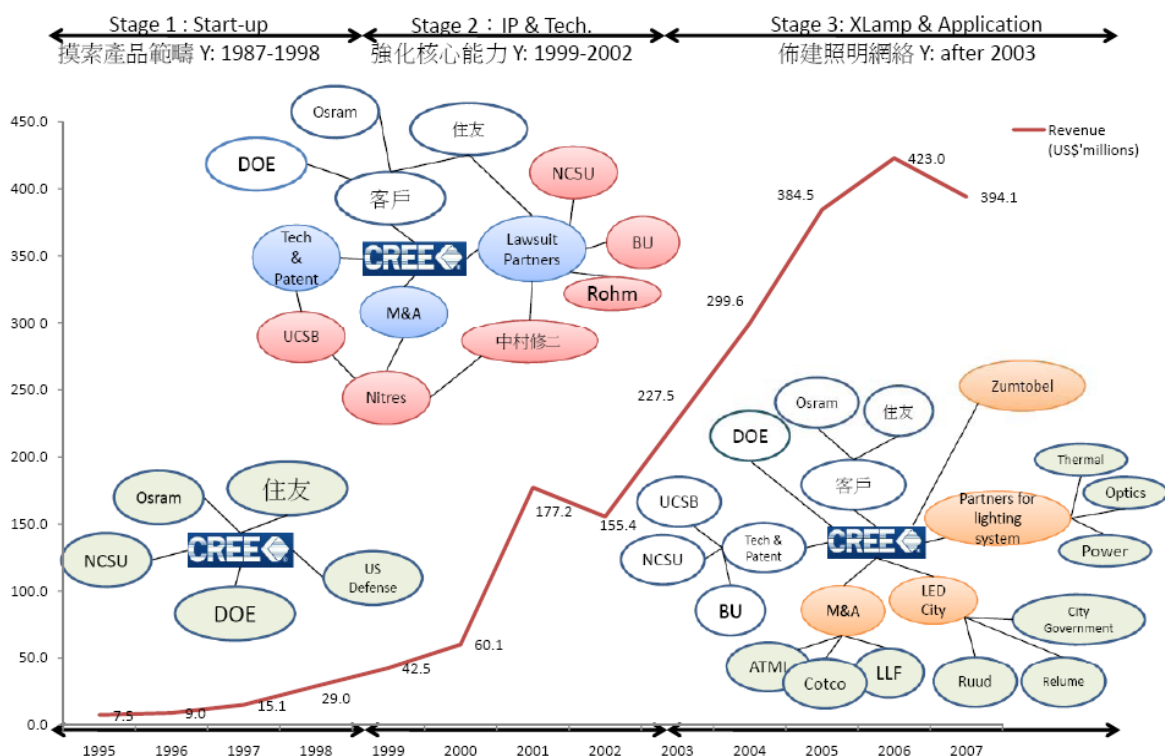 Stage 1 : Start-up
Stage 2：IP & Tech.
Stage 3: XLamp & Application
摸索產品範疇 Y: 1987-1998
強化核心能力 Y: 1999-2002
佈建照明網絡 Y: after 2003
450.0
400.0
350.0
300.0
250.0
200.0
150.0
100.0
50.0
0.0
Revenue
(US$'millions)
Osram
住友
DOE
客戶
NCSU
Tech
&
Patent
CREE
Lawsult
Partners
BU
Rohm
M&A
UCSB
中村修二
Nitres
Osram
住友
NCSU
CREE
US
Defense
DOE
7.5
9.0
15.1
29.0
42.5
60.1
177.2
155.4
227.5
299.6
384.5
423.0
394.1
Zumtobel
Osram
住友
DOE
客戶
Thermal
Optics
Power
Partners for
lighting
system
UCSB
NCSU
BU
Tech &
Patent
CREE
M&A
LED
City
City
Government
ATMI
Cotco
LLF
Ruud
Relume
1995
1996
1997
1998
1999
2000
2001
2002
2003
2004
2005
2006
2007